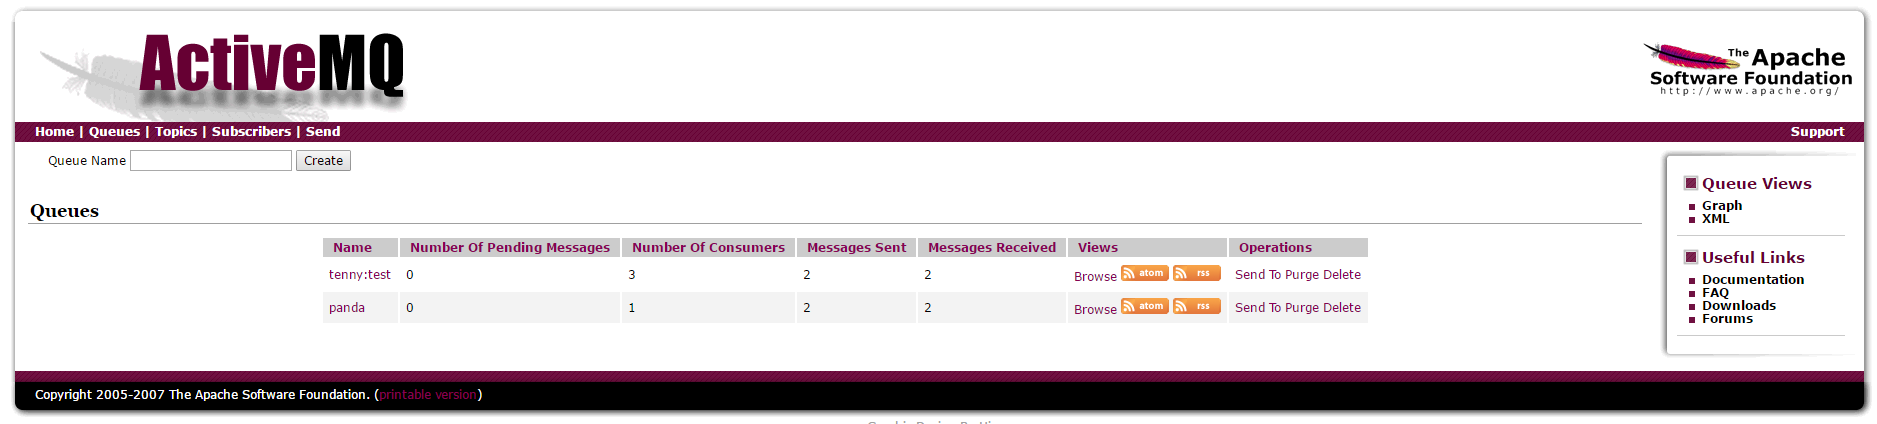 ActiveMQ
The Apache
Software Foundation
http://www.apache.org/
Home | Queues | Topics | Subscribers | Send
Support
Queue Name Create
Queues
Name Number Of Pending Messages Number Of Consumers Messages Sent Messages Received Views Operations
tenny:test 0 3 2 2 Browse atom rss Send To Purge Delete
panda 0 1 2 2 Browse atom rss Send To Purge Delete
Queue Views
Graph
XML
Useful Links
Documentation
FAQ
Downloads
Forums
Copyright 2005-2007 The Apache Software Foundation. (printable version)